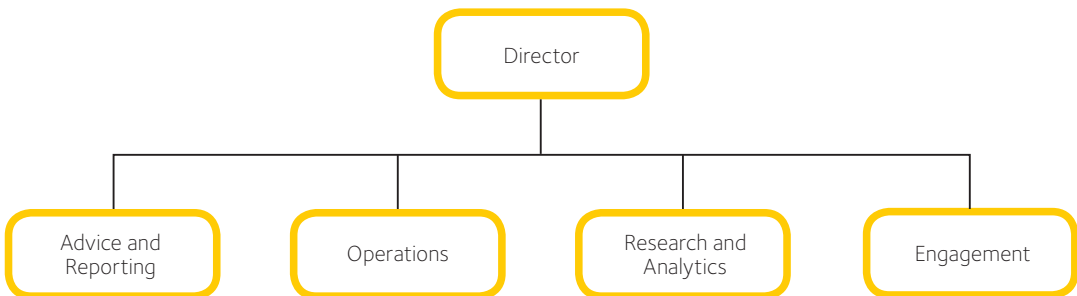 Director
Advice and
Reporting
Operations
Research and
Analytics
Engagement